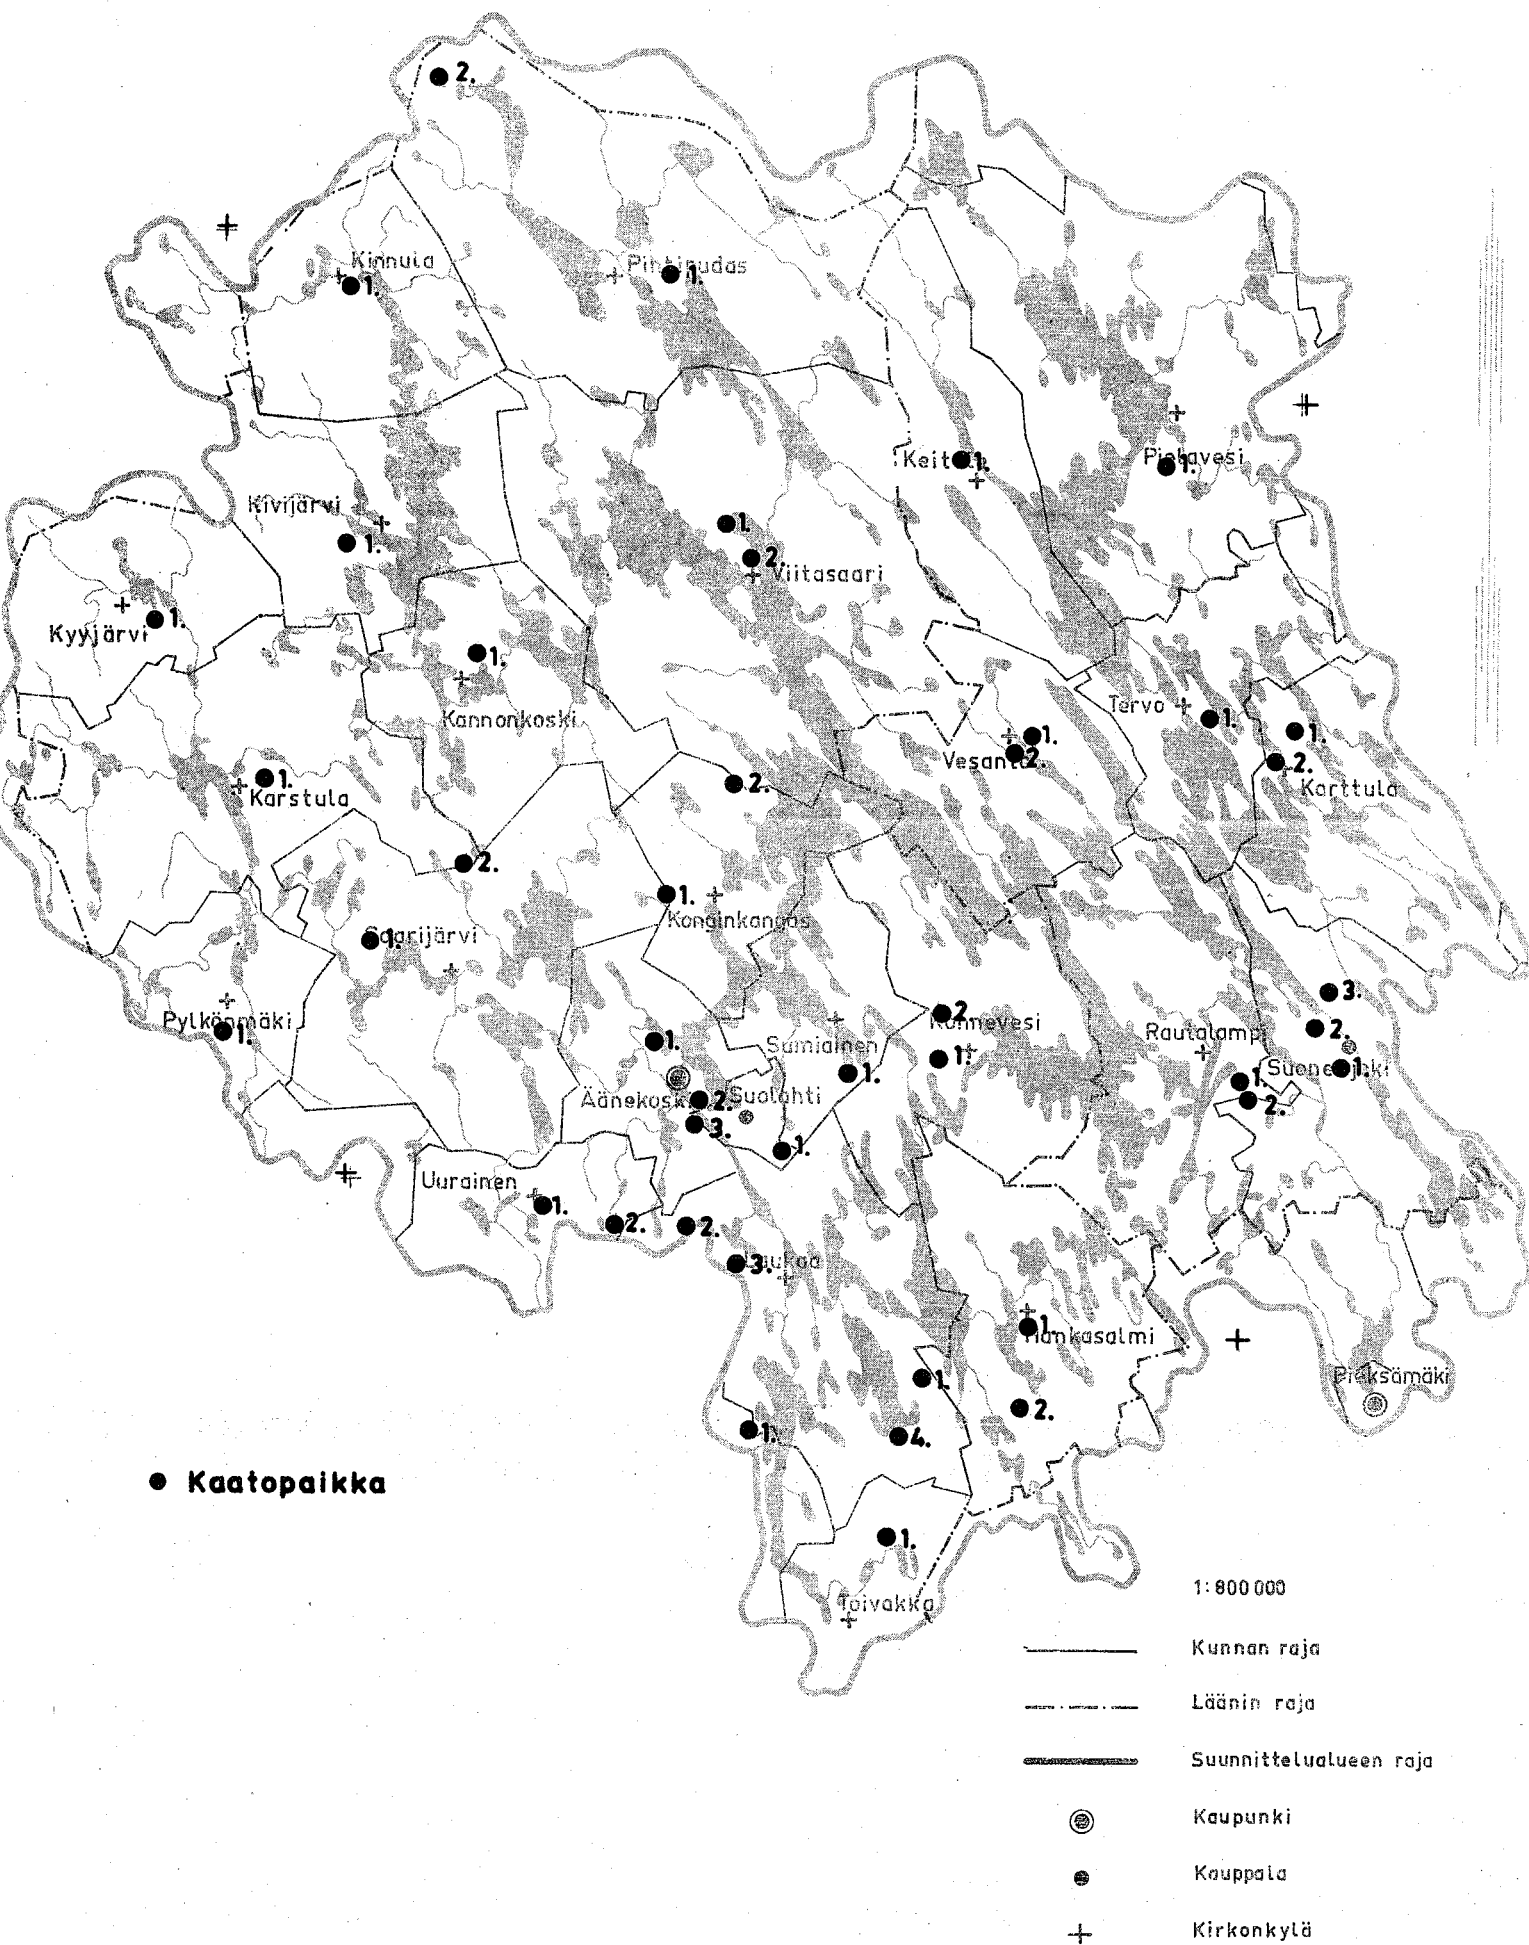 2.
Kinnula
1.
Pihtipudas
1.
Keitele
1.
Pielavesi
1.
Kivijärvi
1.
1.
2.
Viitasaari
Kyyjärvi
1.
1.
Kannonkoski
Tervo
1.
1.
1.
Vesanto
2.
2.
Karttula
1.
Karstula
2.
2.
1.
Konginkangas
Saarijärvi
1.
3.
Pylkönmäki
1.
2.
Konnevesi
1.
Sumiainen
1.
1.
Rautalampi
2.
1.
Suonenjoki
1.
2.
Äänekoski
2.
Suolahti
3.
1.
Uurainen
1.
2.
2.
Laukaa
3.
1.
Hankasalmi
Pieksämäki
1.
2.
1.
4.
Kaatopaikka
1.
Toivakka
1:800 000
Kunnan raja
Läänin raja
Suunnittelualueen raja
Kaupunki
Kauppala
Kirkonkylä